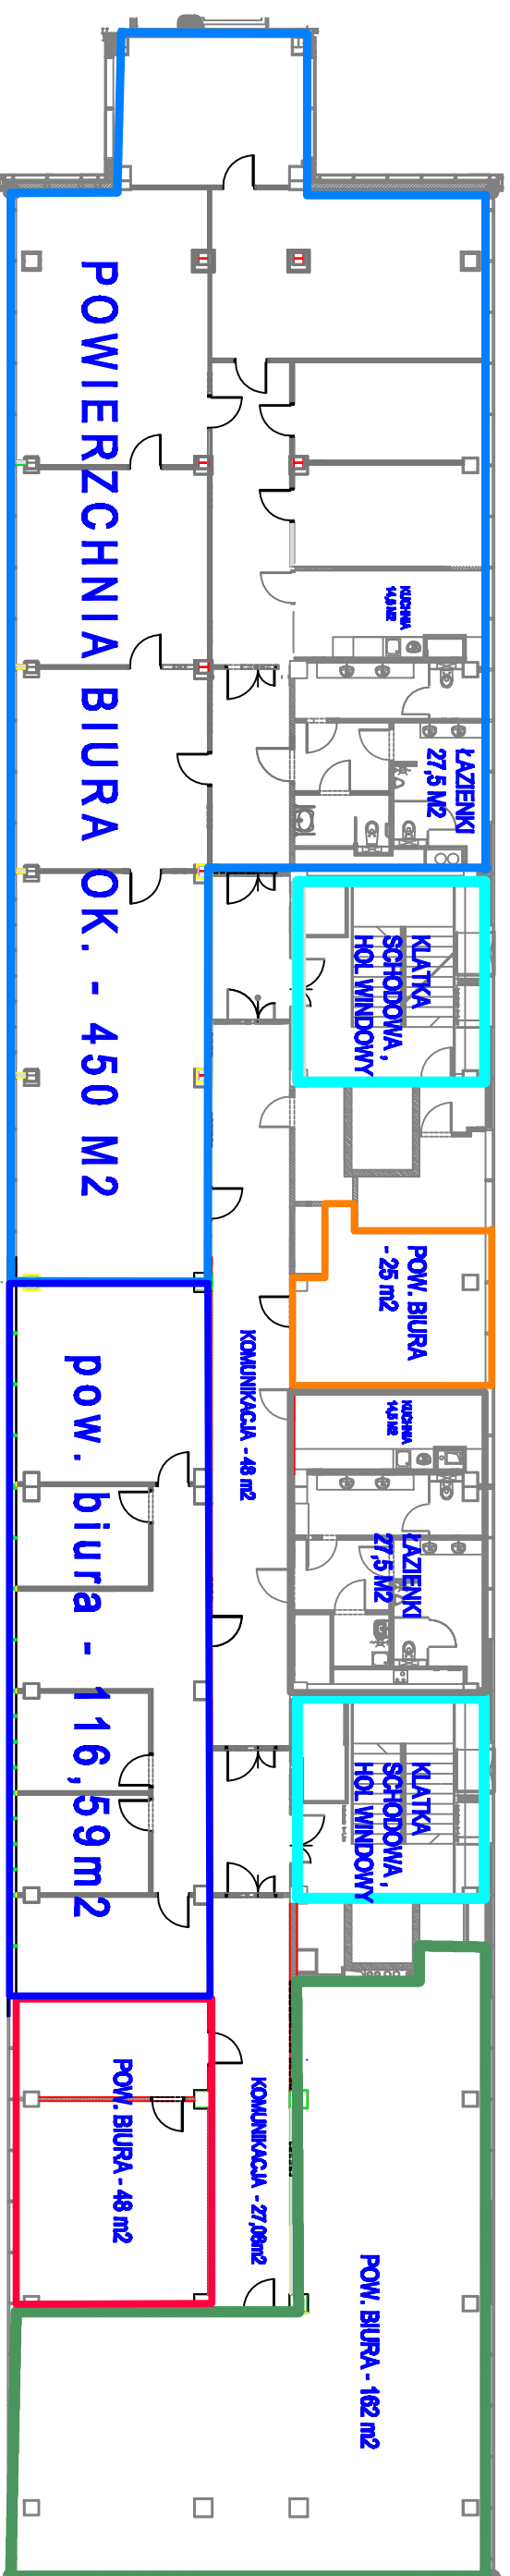 POWIERZCHNIA BIURA OK. - 450 M2
KUCHNIA
14,6 M2
ŁAZIENKI
27,5 M2
KLATKA
SCHODOWA ,
HOL WINDOWY
POW. BIURA
- 25 m2
KOMUNIKACJA - 48 m2
KUCHNIA
14,6 M2
ŁAZIENKI
27,5 M2
pow. biura - 116,59m2
KLATKA
SCHODOWA ,
HOL WINDOWY
POW. BIURA - 48 m2
KOMUNIKACJA - 27,08m2
POW. BIURA - 162 m2